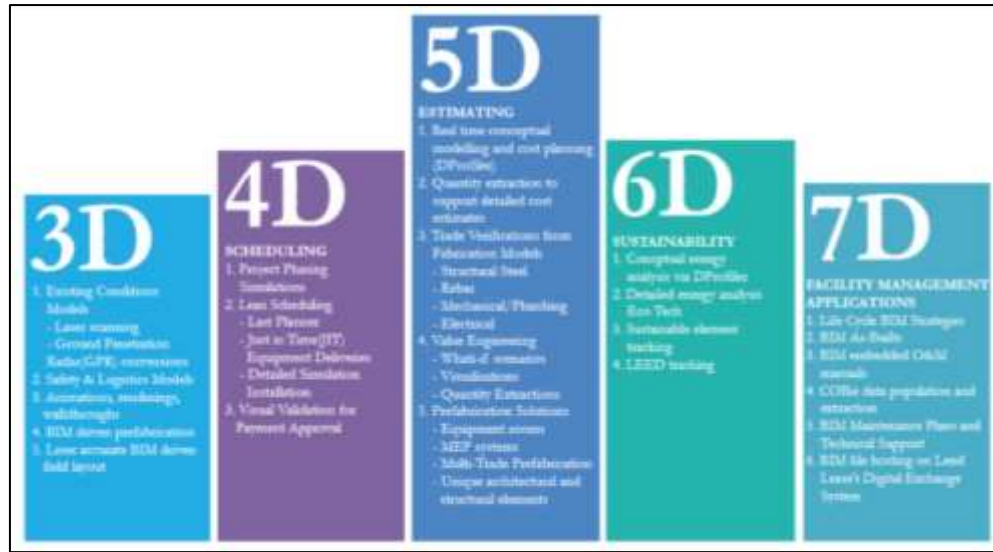 3D
1. Existing Conditions
Models
- Laser scanning
- Ground Penetration
Radar(GPR) conversions
2. Safety & Logistics Models
3. Animations, renderings,
walkthroughs
4. BIM driven prefabrication
5. Laser accurate BIM driven
field layout
4D
SCHEDULING
1. Project Phasing
Simulations
2. Lean Scheduling
- Last Planner
- Just in Time(JIT)
Equipment Deliveries
- Detailed Simulation
Installation
3. Visual Validation for
Payment Approval
5D
ESTIMATING
1. Real time conceptual
modelling and cost planning
(DProfiler)
2. Quantity extraction to
support detailed cost
estimates
3. Trade Verifications from
Fabrication Models
- Structural Steel
- Rebar
- Mechanical/Plumbing
- Electrical
4. Value Engineering
- What-if scenarios
- Visualizations
- Quantity Extractions
5. Prefabrication Solutions
- Equipment rooms
- MEP systems
- Multi-Trade Prefabrication
- Unique architectural and
structural elements
6D
SUSTAINABILITY
1. Conceptual energy
analysis via DProfiler
2. Detailed energy analysis
Eco Tech
3. Sustainable element
tracking
4. LEED tracking
7D
FACILITY MANAGEMENT
APPLICATIONS
1. Life Cycle BIM Strategies
2. BIM As-Builts
3. BIM embedded O&M
manuals
4. COBie data population and
extraction
5. BIM Maintenance Plans and
Technical Support
6. BIM file hosting on Lend
Lease's Digital Exchange
System